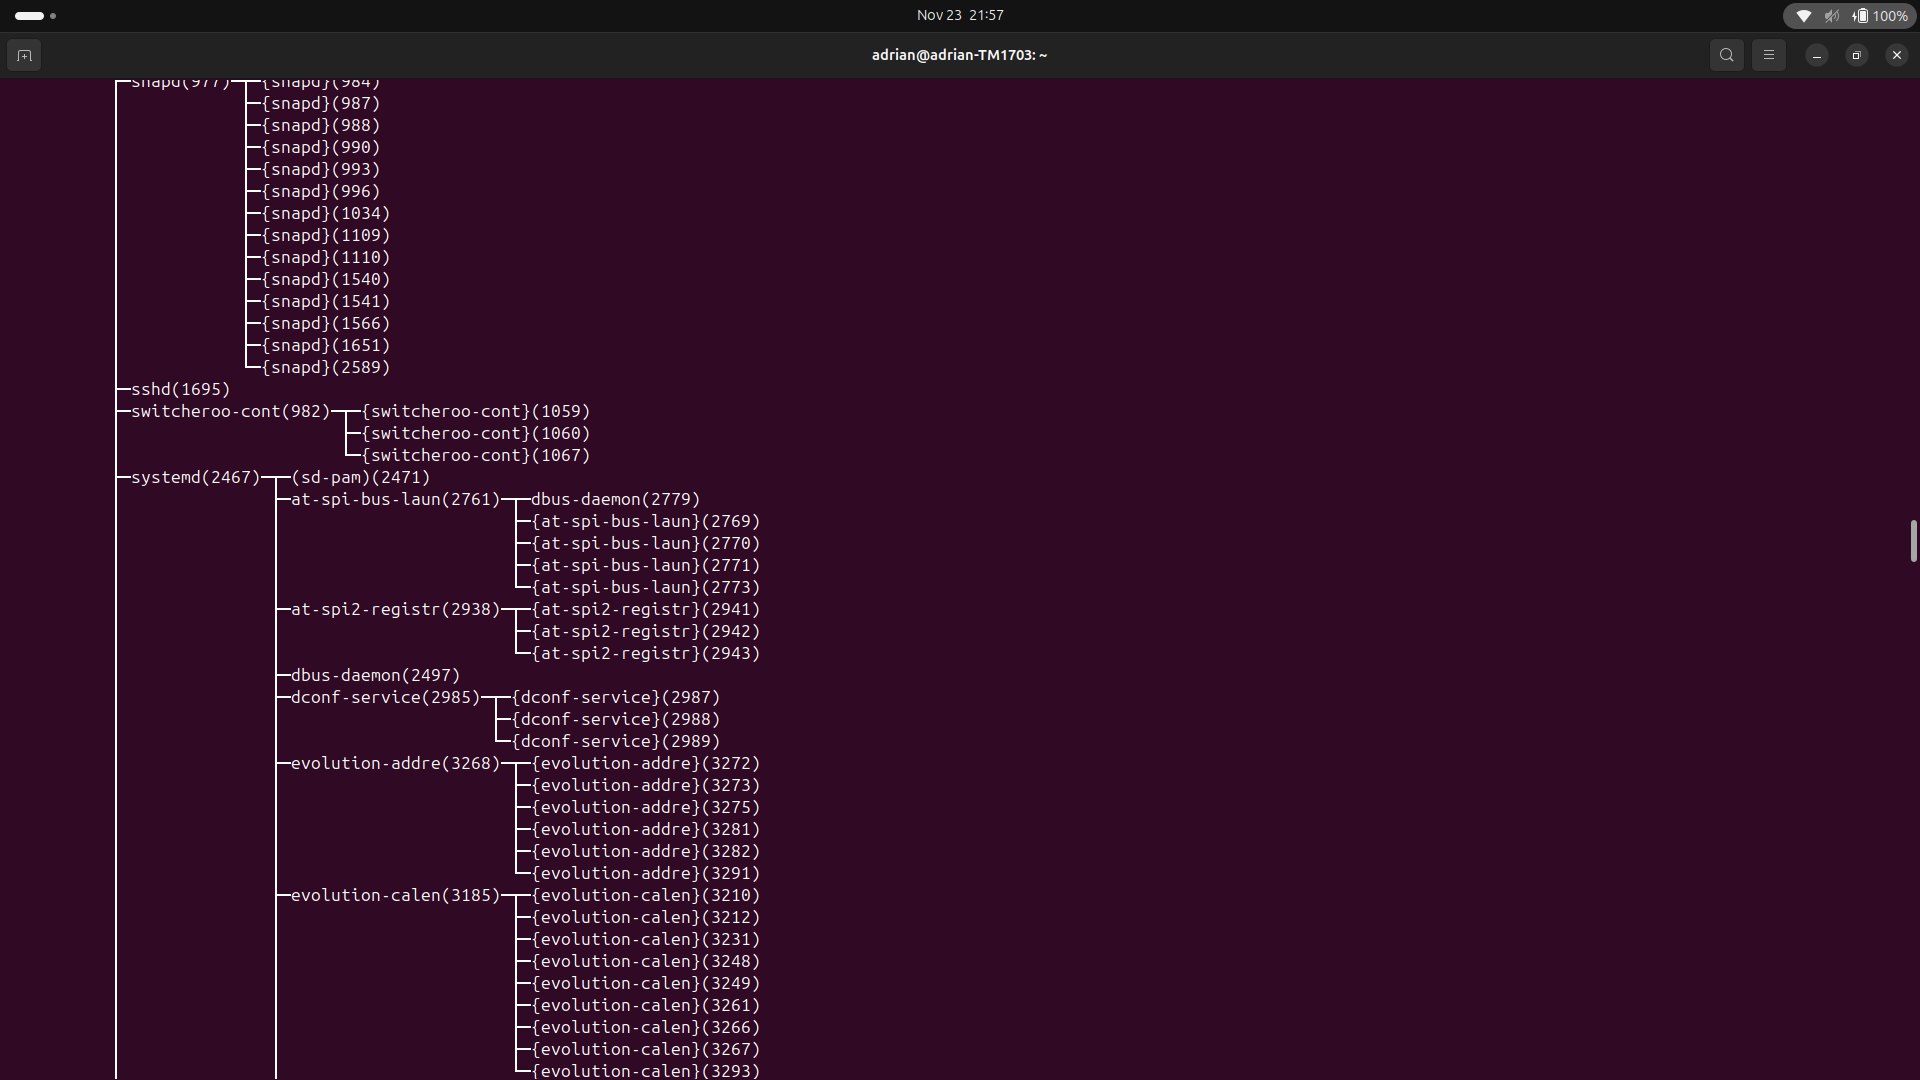 Nov 23 21:57
100%
adrian@adrian-TM1703: ~
snapd(977)─┬─{snapd}(984)
├─{snapd}(987)
├─{snapd}(988)
├─{snapd}(990)
├─{snapd}(993)
├─{snapd}(996)
├─{snapd}(1034)
├─{snapd}(1109)
├─{snapd}(1110)
├─{snapd}(1540)
├─{snapd}(1541)
├─{snapd}(1566)
├─{snapd}(1651)
└─{snapd}(2589)
├─sshd(1695)
├─switcheroo-cont(982)─┬─{switcheroo-cont}(1059)
├─{switcheroo-cont}(1060)
└─{switcheroo-cont}(1067)
├─systemd(2467)─┬─(sd-pam)(2471)
├─at-spi-bus-laun(2761)─┬─dbus-daemon(2779)
├─{at-spi-bus-laun}(2769)
├─{at-spi-bus-laun}(2770)
├─{at-spi-bus-laun}(2771)
└─{at-spi-bus-laun}(2773)
├─at-spi2-registr(2938)─┬─{at-spi2-registr}(2941)
├─{at-spi2-registr}(2942)
└─{at-spi2-registr}(2943)
├─dbus-daemon(2497)
├─dconf-service(2985)─┬─{dconf-service}(2987)
├─{dconf-service}(2988)
└─{dconf-service}(2989)
├─evolution-addre(3268)─┬─{evolution-addre}(3272)
├─{evolution-addre}(3273)
├─{evolution-addre}(3275)
├─{evolution-addre}(3281)
├─{evolution-addre}(3282)
└─{evolution-addre}(3291)
├─evolution-calen(3185)─┬─{evolution-calen}(3210)
├─{evolution-calen}(3212)
├─{evolution-calen}(3231)
├─{evolution-calen}(3248)
├─{evolution-calen}(3249)
├─{evolution-calen}(3261)
├─{evolution-calen}(3266)
├─{evolution-calen}(3267)
└─{evolution-calen}(3293)